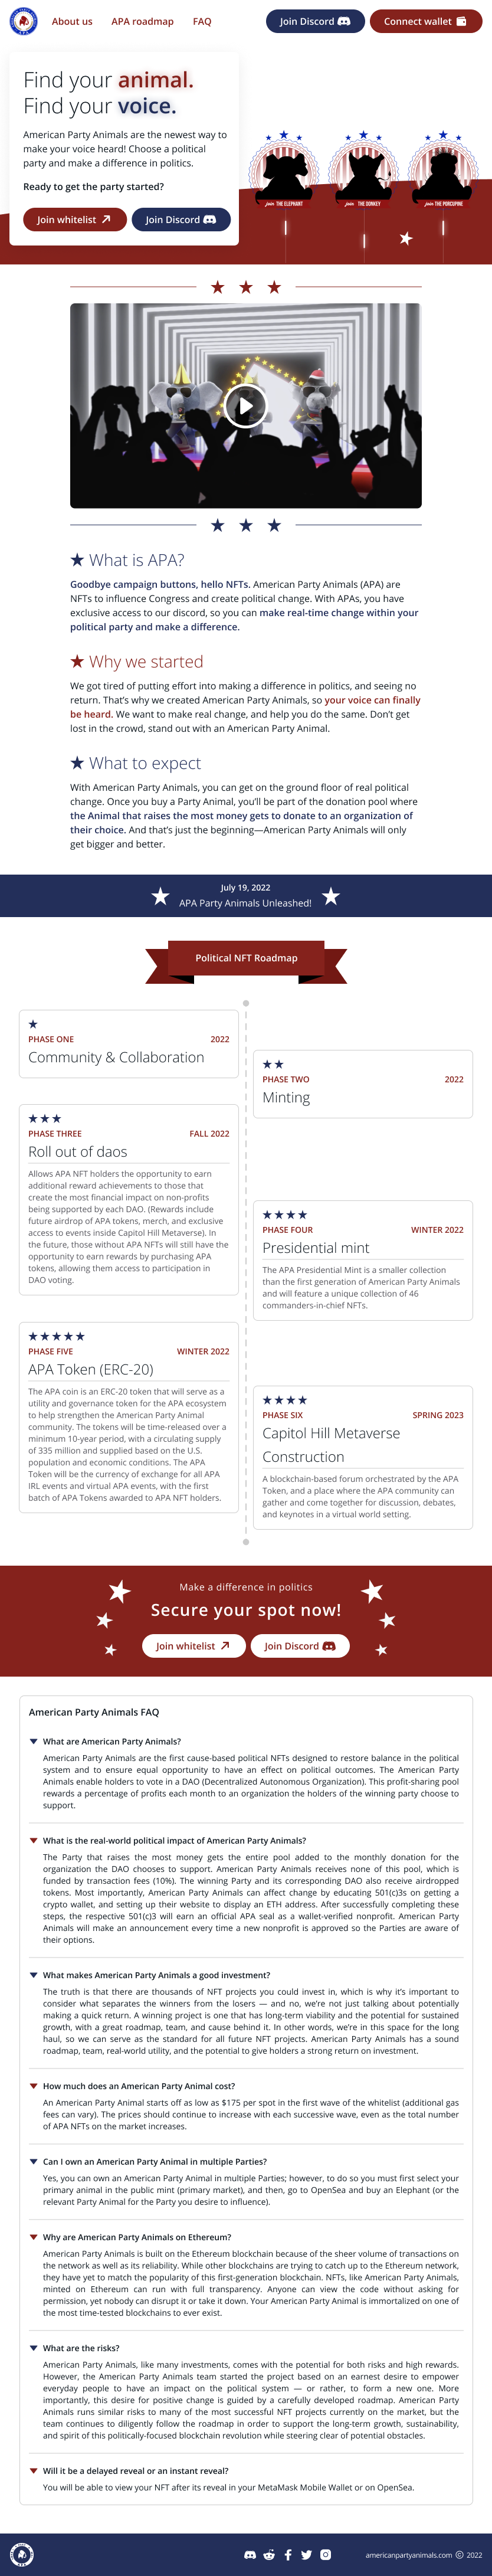 About us
APA roadmap
FAQ
Join Discord
Connect wallet
Find your animal.
Find your voice.
American Party Animals are the newest way to
make your voice heard! Choose a political
party and make a difference in politics.
Ready to get the party started?
Join whitelist
Join Discord
join THE ELEPHANT
join THE DONKEY
join THE PORCUPINE
What is APA?
Goodbye campaign buttons, hello NFTs. American Party Animals (APA) are
NFTs to influence Congress and create political change. With APAs, you have
exclusive access to our discord, so you can make real-time change within your
political party and make a difference.
Why we started
We got tired of putting effort into making a difference in politics, and seeing no
return. That's why we created American Party Animals, so your voice can finally
be heard. We want to make real change, and help you do the same. Don't get
lost in the crowd, stand out with an American Party Animal.
What to expect
With American Party Animals, you can get on the ground floor of real political
change. Once you buy a Party Animal, you'll be part of the donation pool where
the Animal that raises the most money gets to donate to an organization of
their choice. And that's just the beginning—American Party Animals will only
get bigger and better.
July 19, 2022
APA Party Animals Unleashed!
Political NFT Roadmap
PHASE ONE 2022
Community & Collaboration
PHASE TWO 2022
Minting
PHASE THREE FALL 2022
Roll out of daos
Allows APA NFT holders the opportunity to earn
additional reward achievements to those that
create the most financial impact on non-profits
being supported by each DAO. (Rewards include
future airdrop of APA tokens, merch, and exclusive
access to events inside Capitol Hill Metaverse). In
the future, those without APA NFTs will still have the
opportunity to earn rewards by purchasing APA
tokens, allowing them access to participation in
DAO voting.
PHASE FOUR WINTER 2022
Presidential mint
The APA Presidential Mint is a smaller collection
than the first generation of American Party Animals
and will feature a unique collection of 46
commanders-in-chief NFTs.
PHASE FIVE WINTER 2022
APA Token (ERC-20)
The APA coin is an ERC-20 token that will serve as a
utility and governance token for the APA ecosystem
to help strengthen the American Party Animal
community. The tokens will be time-released over a
minimum 10-year period, with a circulating supply
of 335 million and supplied based on the U.S.
population and economic conditions. The APA
Token will be the currency of exchange for all APA
IRL events and virtual APA events, with the first
batch of APA Tokens awarded to APA NFT holders.
PHASE SIX SPRING 2023
Capitol Hill Metaverse
Construction
A blockchain-based forum orchestrated by the APA
Token, and a place where the APA community can
gather and come together for discussion, debates,
and keynotes in a virtual world setting.
Make a difference in politics
Secure your spot now!
Join whitelist
Join Discord
American Party Animals FAQ
What are American Party Animals?
American Party Animals are the first cause-based political NFTs designed to restore balance in the political
system and to ensure equal opportunity to have an effect on political outcomes. The American Party
Animals enable holders to vote in a DAO (Decentralized Autonomous Organization). This profit-sharing pool
rewards a percentage of profits each month to an organization the holders of the winning party choose to
support.
What is the real-world political impact of American Party Animals?
The Party that raises the most money gets the entire pool added to the monthly donation for the
organization the DAO chooses to support. American Party Animals receives none of this pool, which is
funded by transaction fees (10%). The winning Party and its corresponding DAO also receive airdropped
tokens. Most importantly, American Party Animals can affect change by educating 501(c)3s on getting a
crypto wallet, and setting up their website to display an ETH address. After successfully completing these
steps, the respective 501(c)3 will earn an official APA seal as a wallet-verified nonprofit. American Party
Animals will make an announcement every time a new nonprofit is approved so the Parties are aware of
their options.
What makes American Party Animals a good investment?
The truth is that there are thousands of NFT projects you could invest in, which is why it's important to
consider what separates the winners from the losers — and no, we're not just talking about potentially
making a quick return. A winning project is one that has long-term viability and the potential for sustained
growth, with a great roadmap, team, and cause behind it. In other words, we're in this space for the long
haul, so we can serve as the standard for all future NFT projects. American Party Animals has a sound
roadmap, team, real-world utility, and the potential to give holders a strong return on investment.
How much does an American Party Animal cost?
An American Party Animal starts off as low as $175 per spot in the first wave of the whitelist (additional gas
fees can vary). The prices should continue to increase with each successive wave, even as the total number
of APA NFTs on the market increases.
Can I own an American Party Animal in multiple Parties?
Yes, you can own an American Party Animal in multiple Parties; however, to do so you must first select your
primary animal in the public mint (primary market), and then, go to OpenSea and buy an Elephant (or the
relevant Party Animal for the Party you desire to influence).
Why are American Party Animals on Ethereum?
American Party Animals is built on the Ethereum blockchain because of the sheer volume of transactions on
the network as well as its reliability. While other blockchains are trying to catch up to the Ethereum network,
they have yet to match the popularity of this first-generation blockchain. NFTs, like American Party Animals,
minted on Ethereum can run with full transparency. Anyone can view the code without asking for
permission, yet nobody can disrupt it or take it down. Your American Party Animal is immortalized on one of
the most time-tested blockchains to ever exist.
What are the risks?
American Party Animals, like many investments, comes with the potential for both risks and high rewards.
However, the American Party Animals team started the project based on an earnest desire to empower
everyday people to have an impact on the political system — or rather, to form a new one. More
importantly, this desire for positive change is guided by a carefully developed roadmap. American Party
Animals runs similar risks to many of the most successful NFT projects currently on the market, but the
team continues to diligently follow the roadmap in order to support the long-term growth, sustainability,
and spirit of this politically-focused blockchain revolution while steering clear of potential obstacles.
Will it be a delayed reveal or an instant reveal?
You will be able to view your NFT after its reveal in your MetaMask Mobile Wallet or on OpenSea.
americanpartyanimals.com © 2022